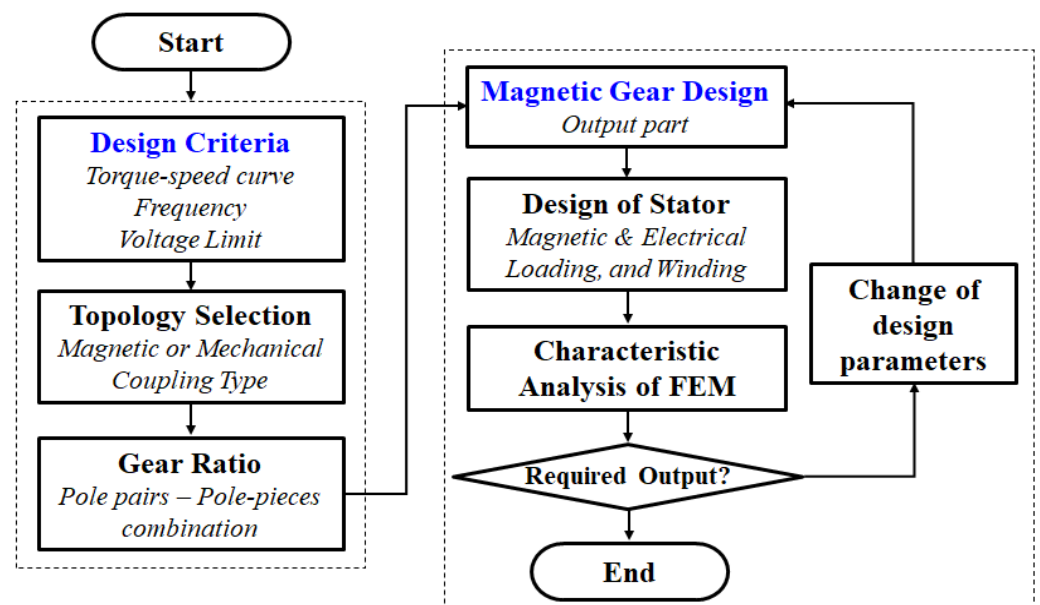 Start
Design Criteria
Torque-speed curve
Frequency
Voltage Limit
Topology Selection
Magnetic or Mechanical
Coupling Type
Gear Ratio
Pole pairs – Pole-pieces
combination
Magnetic Gear Design
Output part
Design of Stator
Magnetic & Electrical
Loading, and Winding
Characteristic
Analysis of FEM
Required Output?
End
Change of
design
parameters